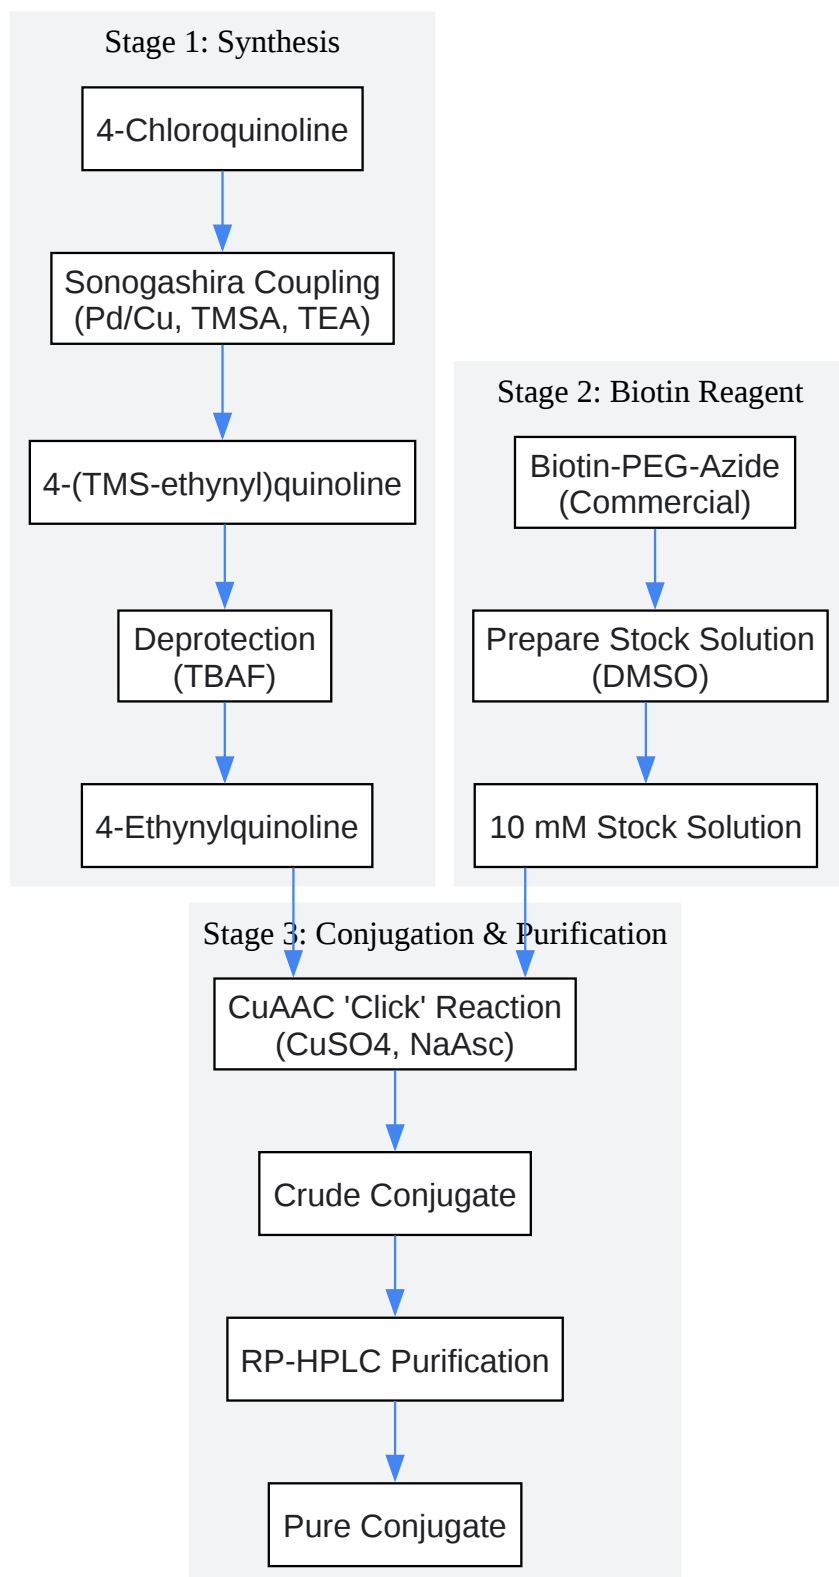 Stage 1: Synthesis
4-Chloroquinoline
Sonogashira Coupling
(Pd/Cu, TMSA, TEA)
4-(TMS-ethynyl)quinoline
Deprotection
(TBAF)
4-Ethynylquinoline
Stage 2: Biotin Reagent
Biotin-PEG-Azide
(Commercial)
Prepare Stock Solution
(DMSO)
10 mM Stock Solution
Stage 3: Conjugation & Purification
CuAAC 'Click' Reaction
(CuSO4, NaAsc)
Crude Conjugate
RP-HPLC Purification
Pure Conjugate